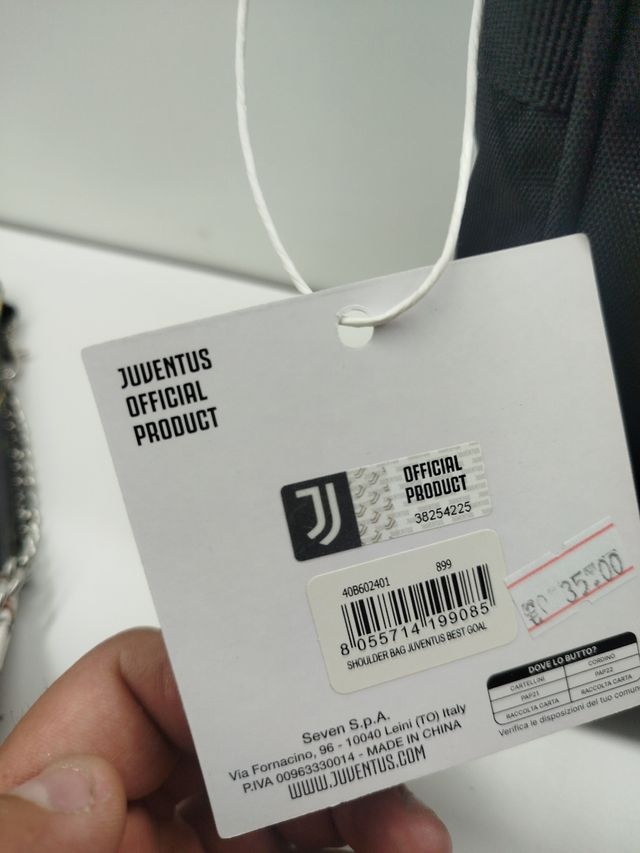 JUVENTUS
OFFICIAL
PRODUCT
OFFICIAL
PRODUCT
38254225
40B602401 899
8 055714 199085
SHOULDER BAG JUVENTUS BEST GOAL
35.00
DOVE LO BUTTO?
CARTELLINI CORDINO
PAP21 PAP22
RACCOLTA CARTA RACCOLTA CARTA
Verifica le disposizioni del tuo
Seven S.p.A.
Via Fornacino, 96 - 10040 Leinì (TO) Italy
P.IVA 00963330014 - MADE IN CHINA
WWW.JUVENTUS.COM